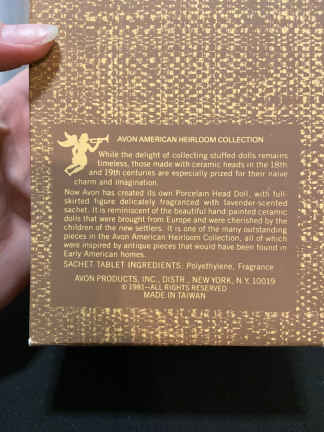 AVON AMERICAN HEIRLOOM COLLECTION
While the delight of collecting stuffed dolls remains
timeless, those made with ceramic heads in the 18th
and 19th centuries are especially prized for their naive
charm and imagination.
Now Avon has created its own Porcelain Head Doll, with full-
skirted figure delicately fragranced with lavender-scented
sachet. It is reminiscent of the beautiful hand painted ceramic
dolls that were brought from Europe and were cherished by the
children of the new settlers. It is one of the many outstanding
pieces in the Avon American Heirloom Collection, all of which
were inspired by antique pieces that would have been found in
Early American homes.
SACHET TABLET INGREDIENTS: Polyethylene, Fragrance
AVON PRODUCTS, INC., DISTR., NEW YORK, N.Y. 10019
© 1981—ALL RIGHTS RESERVED
MADE IN TAIWAN